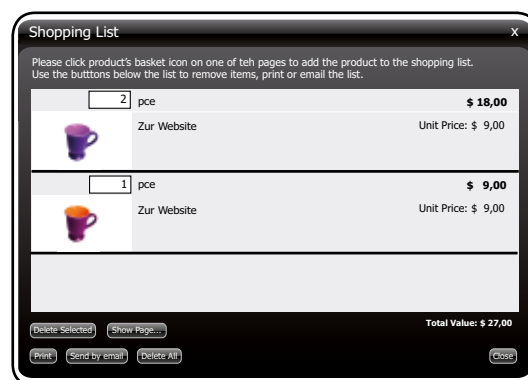 Shopping List X
Please click product's basket icon on one of teh pages to add the product to the shopping list.
Use the butttons below the list to remove items, print or email the list.
2 pce $ 18,00
Zur Website Unit Price: $ 9,00
1 pce $ 9,00
Zur Website Unit Price: $ 9,00
Total Value: $ 27,00
Delete Selected Show Page...
Print Send by email Delete All Close